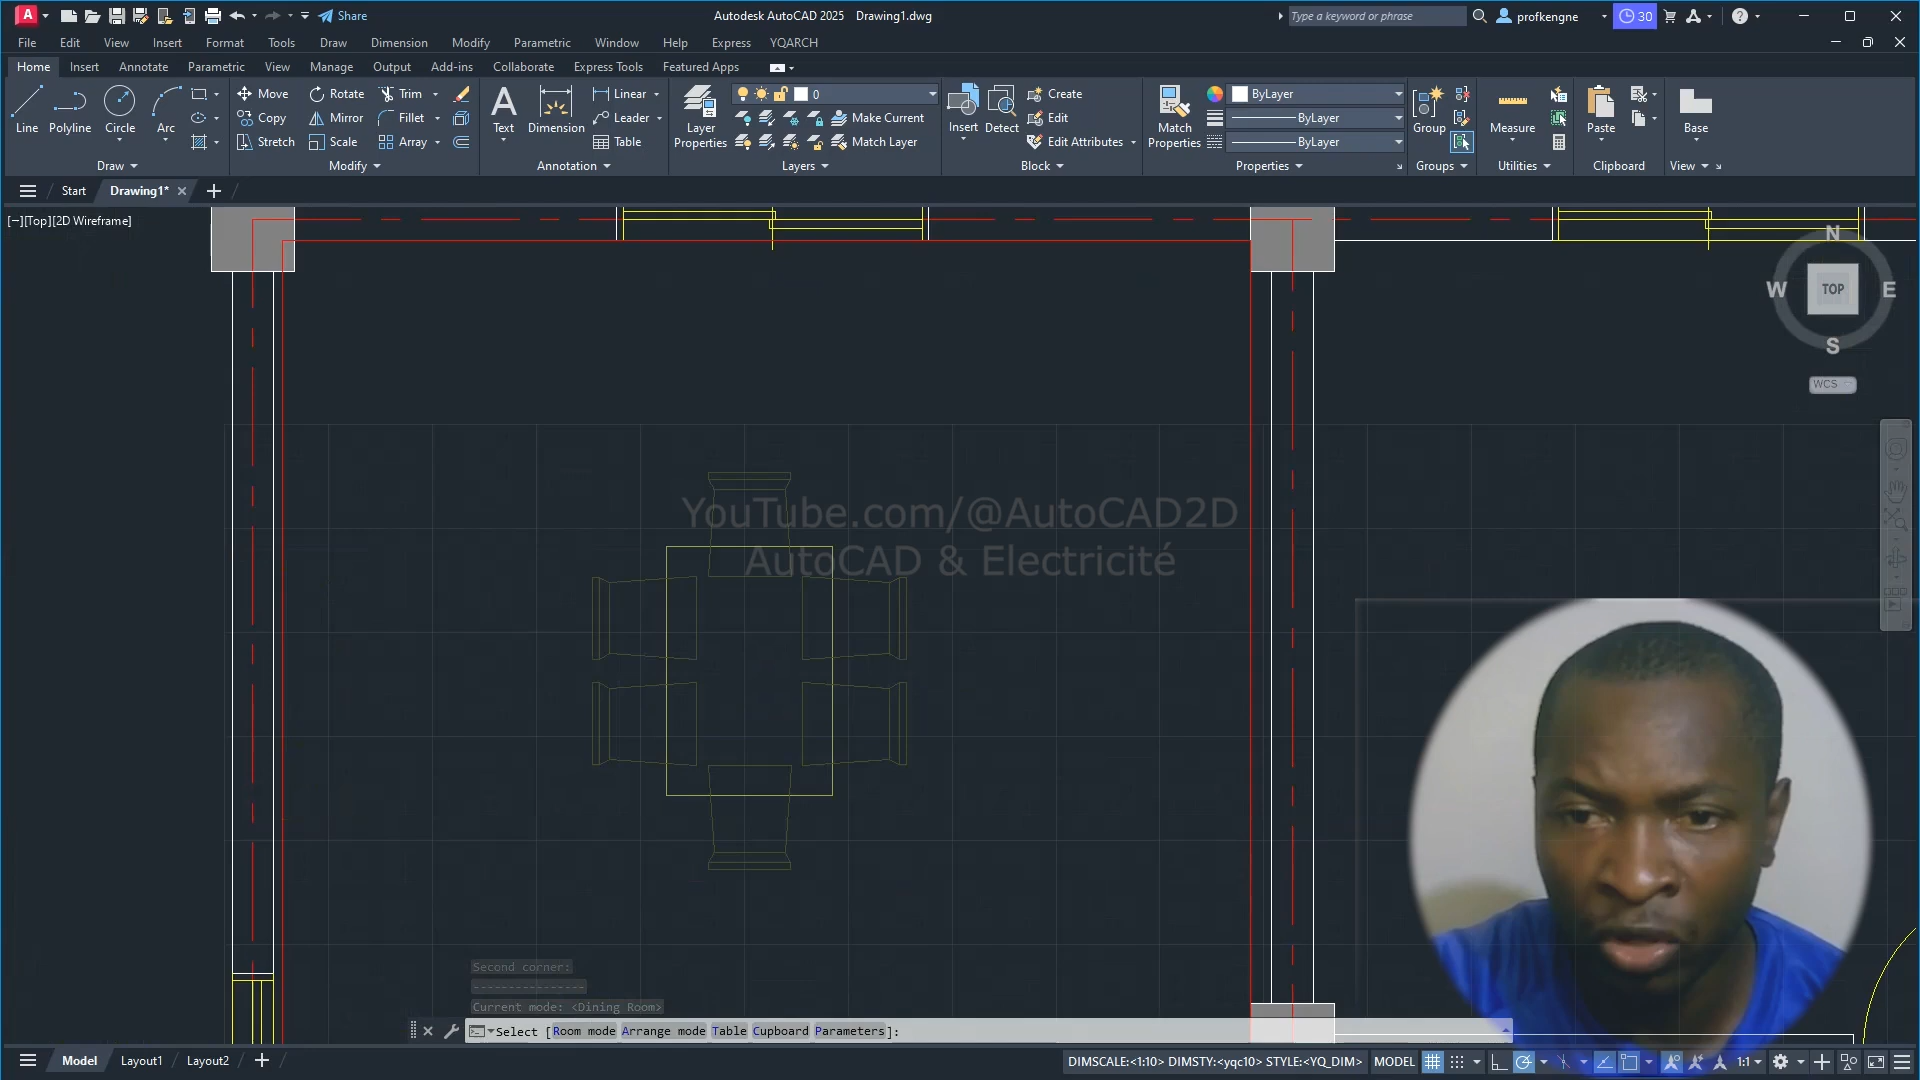 Share
Autodesk AutoCAD 2025 Drawing1.dwg
Type a keyword or phrase
profkengne
30
File Edit View Insert Format Tools Draw Dimension Modify Parametric Window Help Express YQARCH
Home Insert Annotate Parametric View Manage Output Add-ins Collaborate Express Tools Featured Apps
Line Polyline Circle Arc
Draw
Move Rotate Trim
Copy Mirror Fillet
Stretch Scale Array
Modify
Text Dimension
Linear
Leader
Table
Annotation
Layer Properties
0
Make Current
Match Layer
Layers
Insert Detect
Create
Edit
Edit Attributes
Block
Match Properties
ByLayer
ByLayer
ByLayer
Properties
Group
Groups
Measure
Utilities
Paste
Clipboard
Base
View
Start Drawing1*
[−][Top][2D Wireframe]
N
W TOP E
S
WCS
YouTube.com/@AutoCAD2D
AutoCAD & Electricité
Second corner:
----------------
Current mode: <Dining Room>
Select [Room mode Arrange mode Table Cupboard Parameters]:
Model Layout1 Layout2
DIMSCALE:<1:10> DIMSTY:<yqc10> STYLE:<YQ_DIM> MODEL 1:1